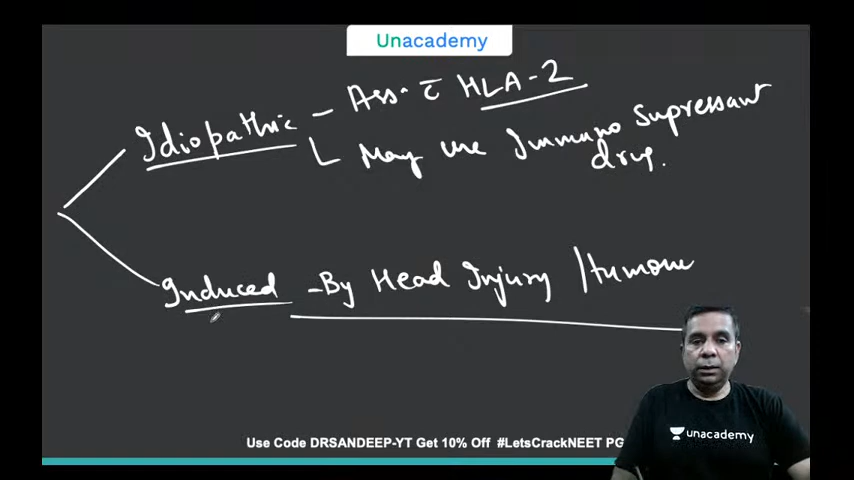 Unacademy
Idiopathic - Ass. c̄ HLA-2
May use Immuno Supressant
drug.
Induced - By Head Injury / tumour
unacademy
Use Code DRSANDEEP-YT Get 10% Off #LetsCrackNEET PG